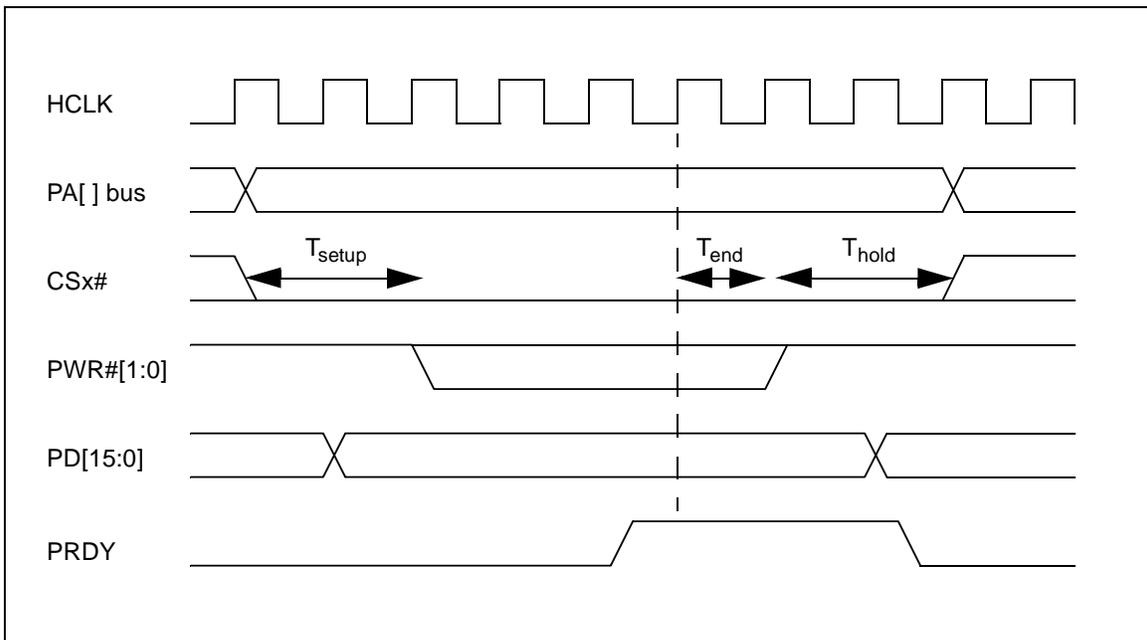 HCLK
PA[ ] bus
Tsetup
Tend
Thold
CSx#
PWR#[1:0]
PD[15:0]
PRDY